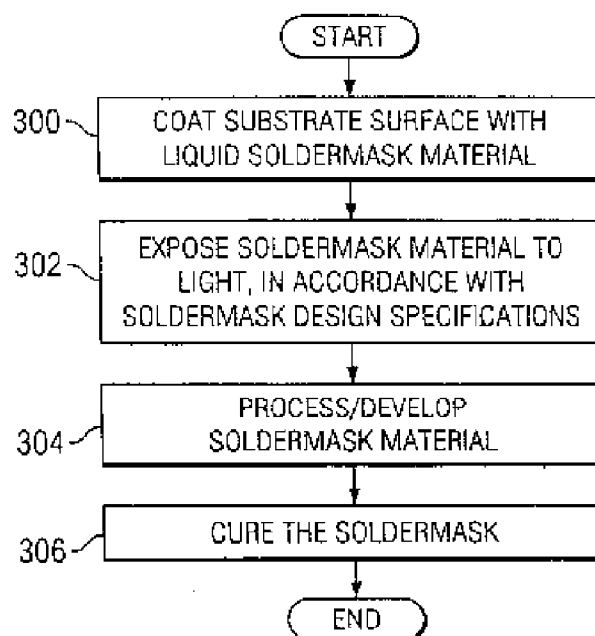 START
300
COAT SUBSTRATE SURFACE WITH
LIQUID SOLDERMASK MATERIAL
302
EXPOSE SOLDERMASK MATERIAL TO
LIGHT, IN ACCORDANCE WITH
SOLDERMASK DESIGN SPECIFICATIONS
304
PROCESS/DEVELOP
SOLDERMASK MATERIAL
306
CURE THE SOLDERMASK
END